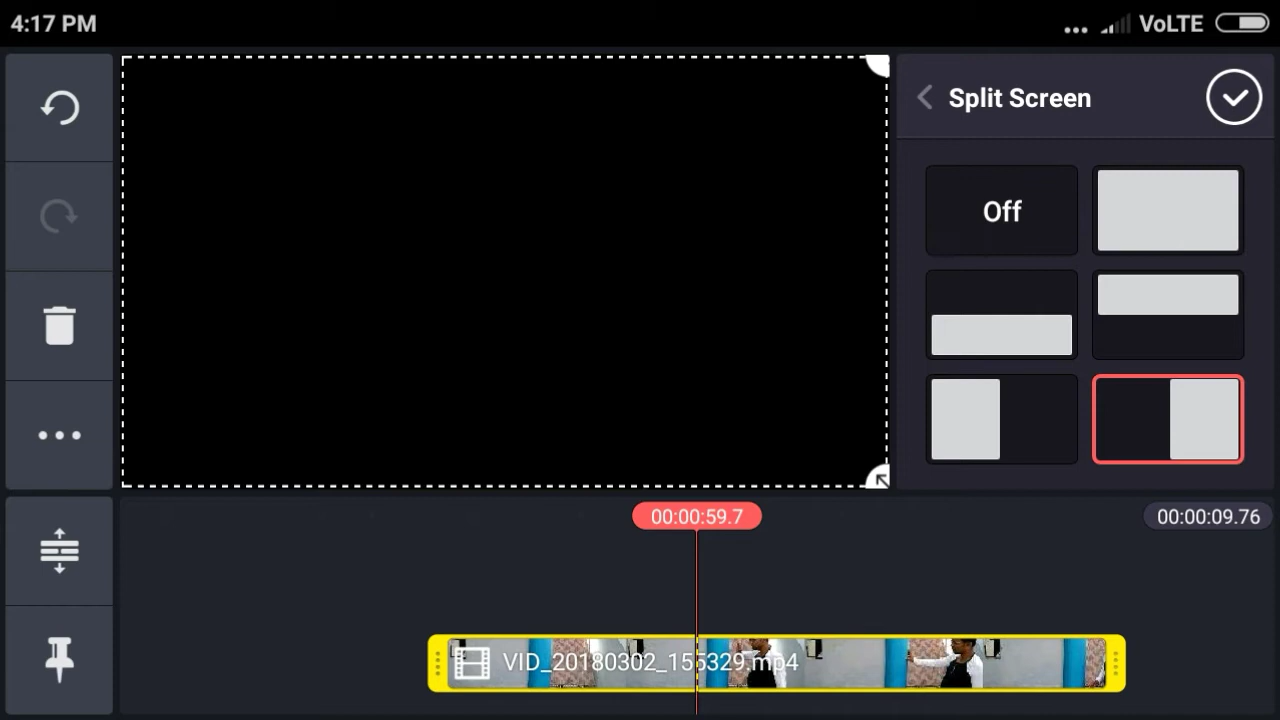 4:17 PM
VoLTE
Split Screen
Off
00:00:59.7
00:00:09.76
VID_20180302_155329.mp4